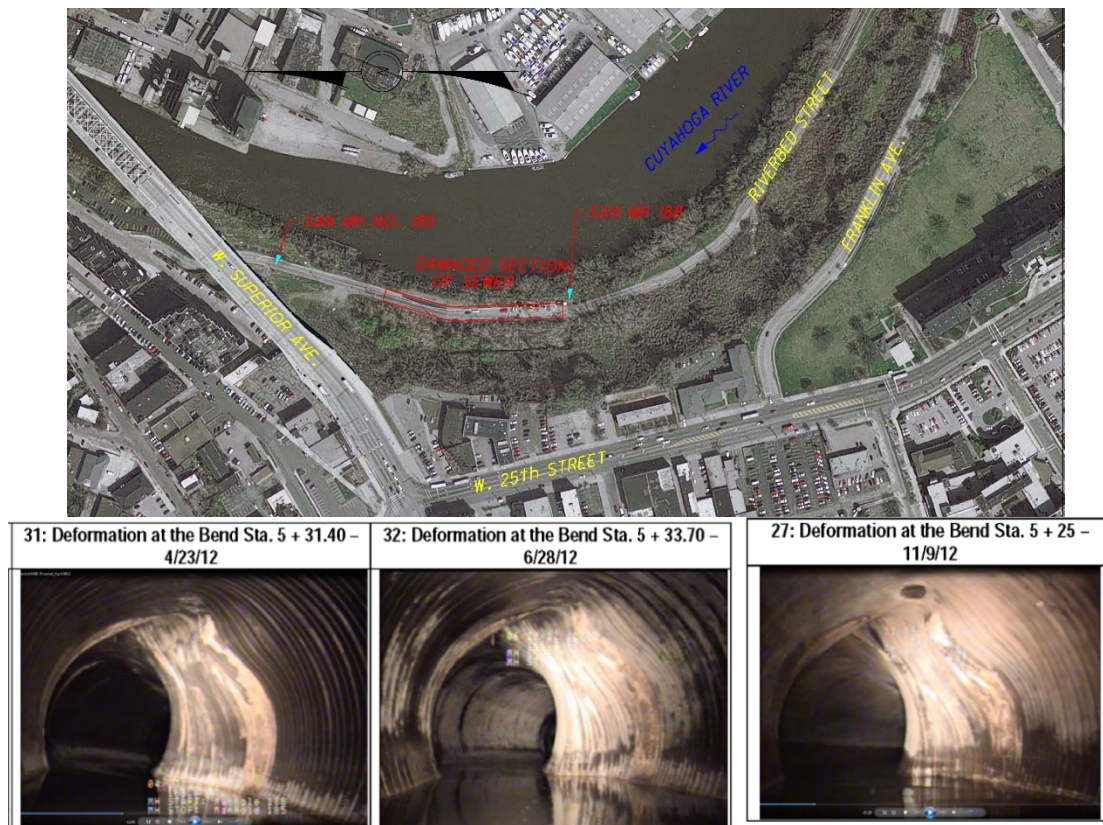 CUYAHOGA RIVER
RIVERBED STREET
FRANKLIN AVE.
SAN MH NO. 185
SAN MH 188
DAMAGED SECTION
OF SEWER
W. SUPERIOR AVE.
W. 25th STREET
31: Deformation at the Bend Sta. 5 + 31.40 –
4/23/12
32: Deformation at the Bend Sta. 5 + 33.70 –
6/28/12
27: Deformation at the Bend Sta. 5 + 25 –
11/9/12